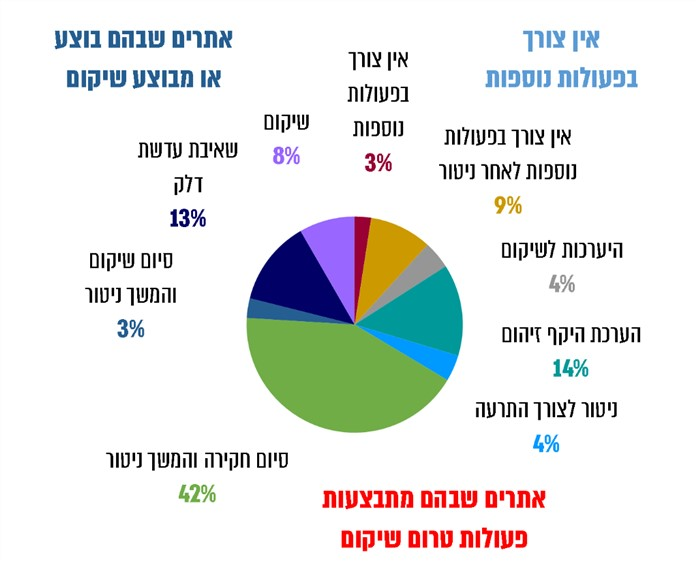 אין צורך
בפעולות נוספות
אתרים שבהם בוצע
או מבוצע שיקום
אין צורך
בפעולות
נוספות
3%
אין צורך בפעולות
נוספות לאחר ניטור
9%
היערכות לשיקום
4%
הערכת היקף זיהום
14%
ניטור לצורך התרעה
4%
סיום חקירה והמשך ניטור
42%
סיום שיקום
והמשך ניטור
3%
שאיבת עדשת
דלק
13%
שיקום
8%
אתרים שבהם מתבצעות
פעולות טרום שיקום